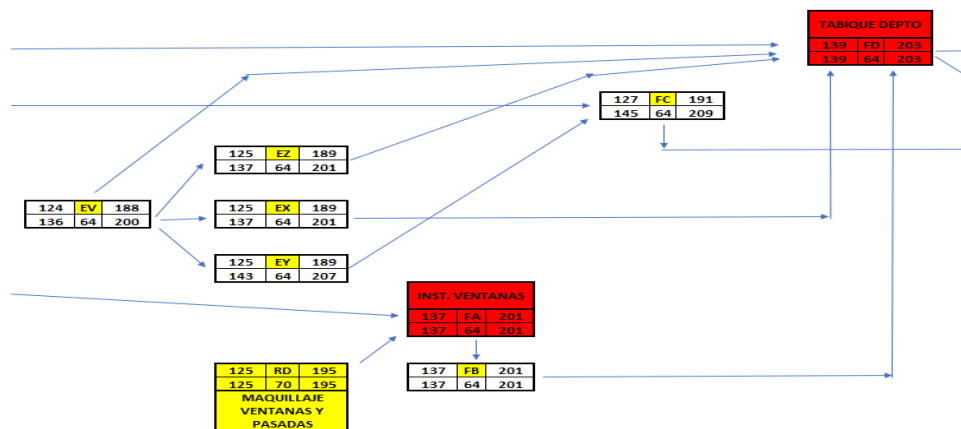 TABIQUE DEPTO
139 FD 203
139 64 203
127 FC 191
145 64 209
125 EZ 189
137 64 201
124 EV 188
136 64 200
125 EX 189
137 64 201
125 EY 189
143 64 207
INST. VENTANAS
137 FA 201
137 64 201
125 RD 195
125 70 195
MAQUILLAJE
VENTANAS Y
PASADAS
137 FB 201
137 64 201